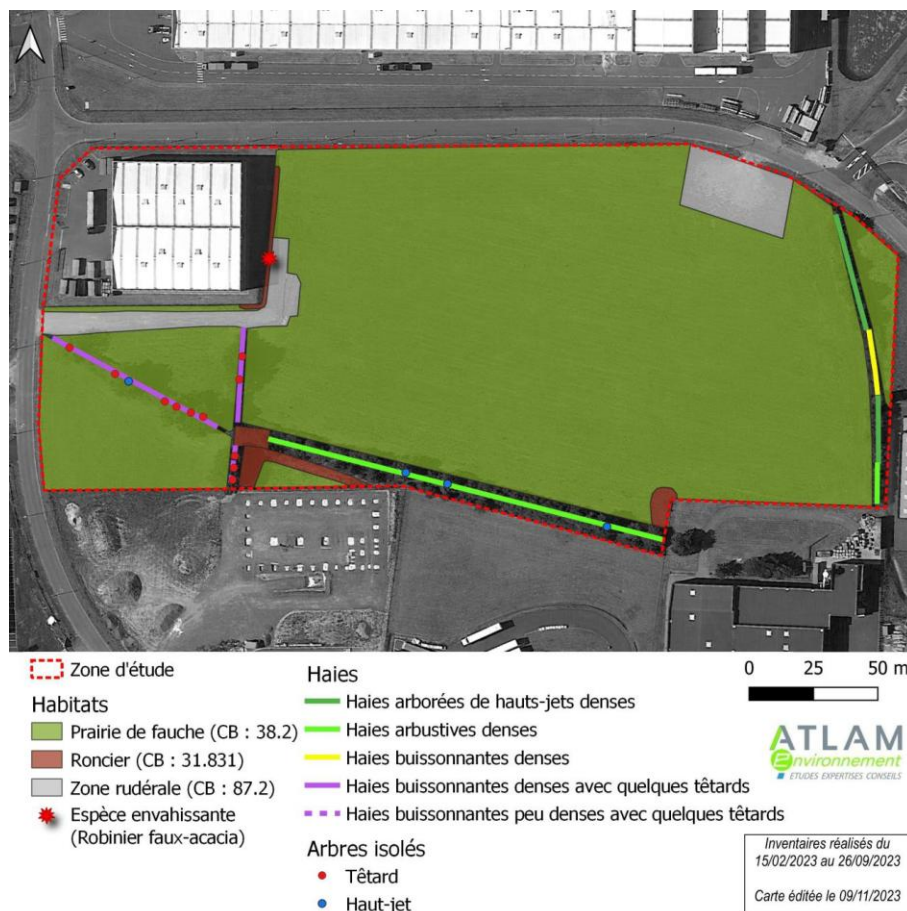 Zone d'étude
Habitats
Prairie de fauche (CB : 38.2)
Roncier (CB : 31.831)
Zone rudérale (CB : 87.2)
Espèce envahissante
(Robinier faux-acacia)
Haies
Haies arborées de hauts-jets denses
Haies arbustives denses
Haies buissonnantes denses
Haies buissonnantes denses avec quelques têtards
Haies buissonnantes peu denses avec quelques têtards
Arbres isolés
Têtard
Haut-jet
0 25 50 m
ATLAM
Environnement
ETUDES EXPERTISES CONSEILS
Inventaires réalisés du
15/02/2023 au 26/09/2023
Carte éditée le 09/11/2023